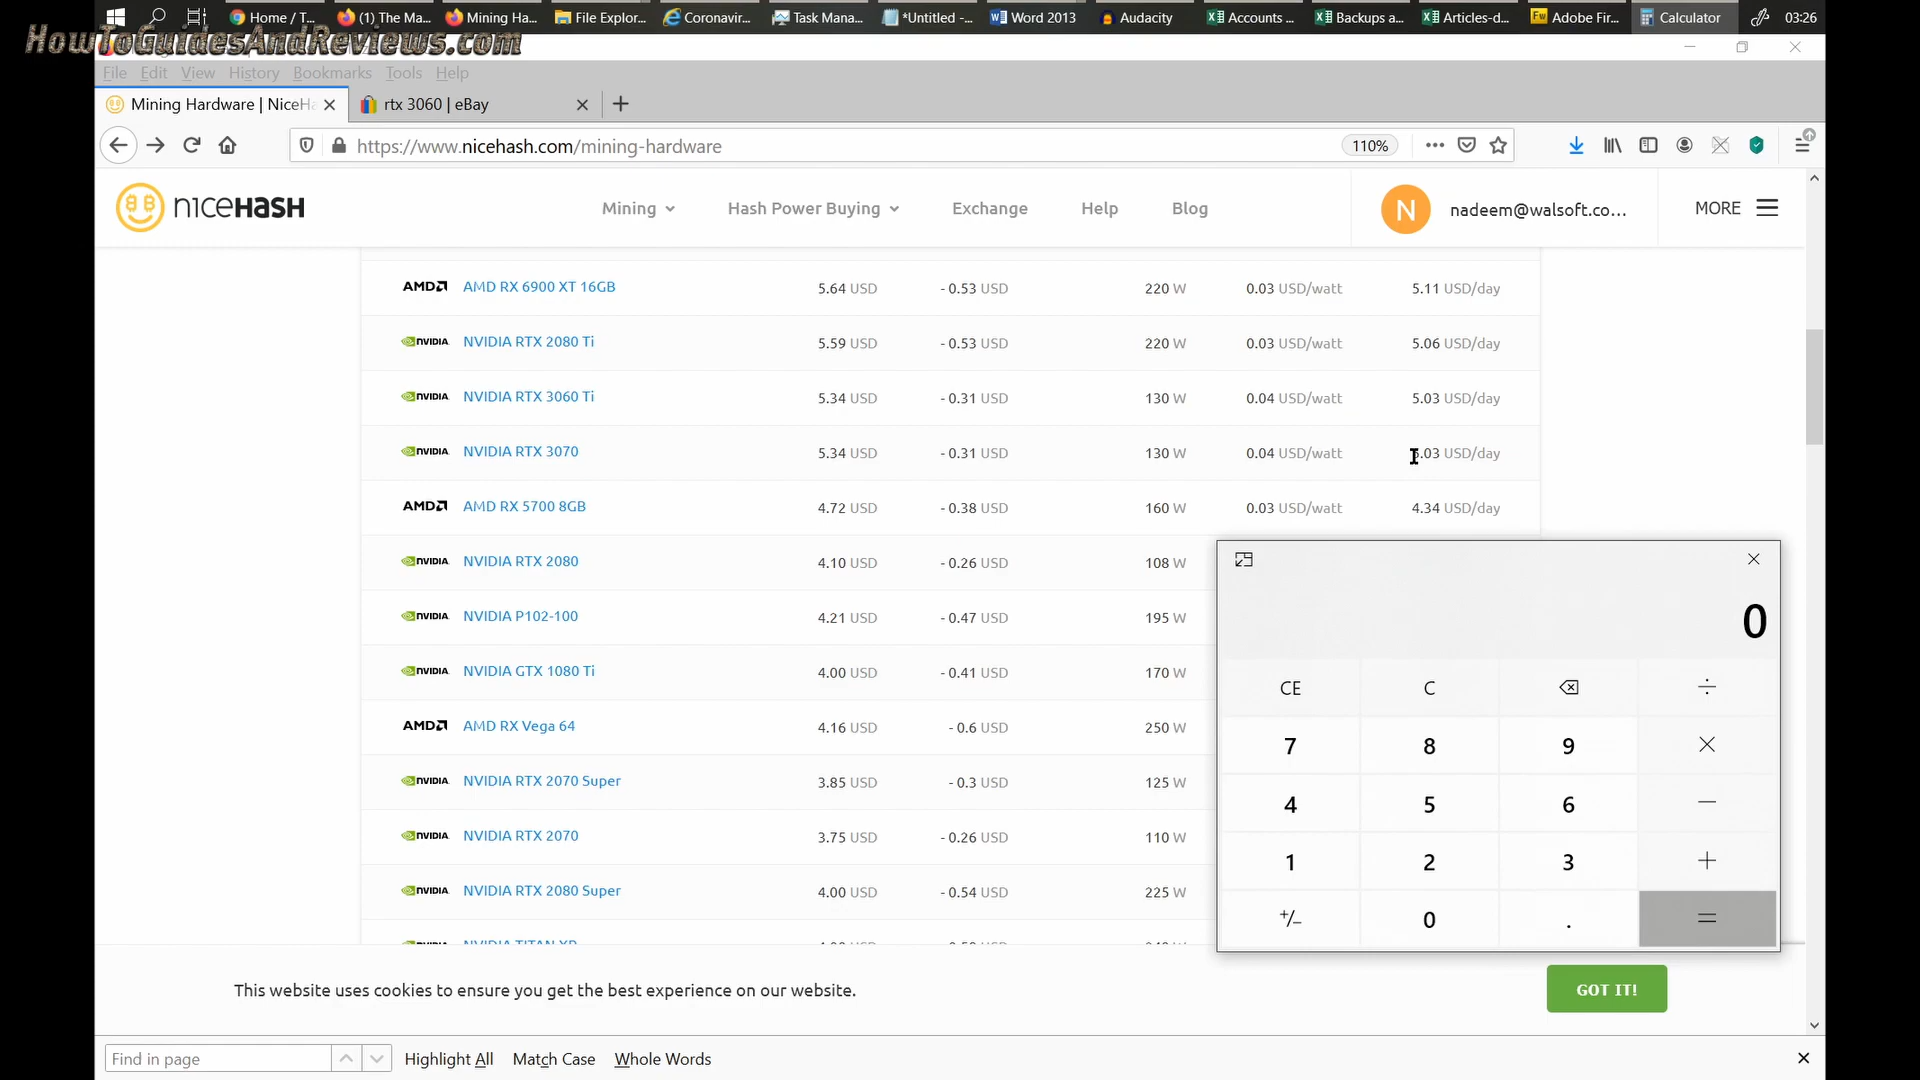 Home / T...
(1) The Ma...
Mining Ha...
File Explor...
Coronavir...
Task Mana...
*Untitled -...
Word 2013
Audacity
Accounts ...
Backups a...
Articles-d...
Adobe Fir...
Calculator
03:26
HowToGuidesAndReviews.com
File Edit View History Bookmarks Tools Help
Mining Hardware | NiceHa
rtx 3060 | eBay
https://www.nicehash.com/mining-hardware
110%
NICEHASH
Mining
Hash Power Buying
Exchange
Help
Blog
N
nadeem@walsoft.co...
MORE
AMD AMD RX 6900 XT 16GB 5.64 USD - 0.53 USD 220 W 0.03 USD/watt 5.11 USD/day
NVIDIA NVIDIA RTX 2080 Ti 5.59 USD - 0.53 USD 220 W 0.03 USD/watt 5.06 USD/day
NVIDIA NVIDIA RTX 3060 Ti 5.34 USD - 0.31 USD 130 W 0.04 USD/watt 5.03 USD/day
NVIDIA NVIDIA RTX 3070 5.34 USD - 0.31 USD 130 W 0.04 USD/watt 5.03 USD/day
AMD AMD RX 5700 8GB 4.72 USD - 0.38 USD 160 W 0.03 USD/watt 4.34 USD/day
NVIDIA NVIDIA RTX 2080 4.10 USD - 0.26 USD 108 W
NVIDIA NVIDIA P102-100 4.21 USD - 0.47 USD 195 W
NVIDIA NVIDIA GTX 1080 Ti 4.00 USD - 0.41 USD 170 W
AMD AMD RX Vega 64 4.16 USD - 0.6 USD 250 W
NVIDIA NVIDIA RTX 2070 Super 3.85 USD - 0.3 USD 125 W
NVIDIA NVIDIA RTX 2070 3.75 USD - 0.26 USD 110 W
NVIDIA NVIDIA RTX 2080 Super 4.00 USD - 0.54 USD 225 W
NVIDIA TITAN XP
0
CE C ÷
7 8 9 ×
4 5 6 −
1 2 3 +
+/− 0 . =
This website uses cookies to ensure you get the best experience on our website.
GOT IT!
Find in page
Highlight All
Match Case
Whole Words